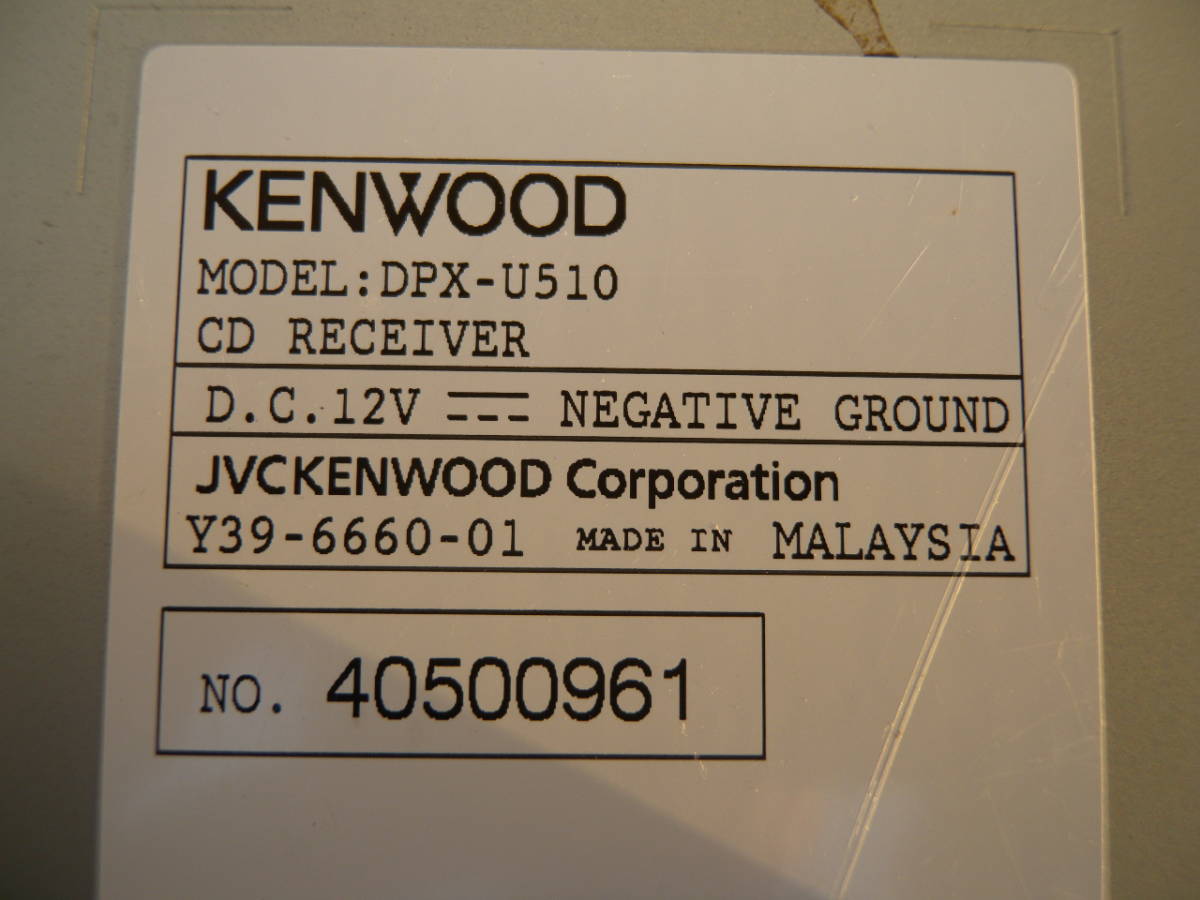 KENWOOD
MODEL:DPX-U510
CD RECEIVER
D.C.12V ⎓ NEGATIVE GROUND
JVCKENWOOD Corporation
Y39-6660-01 MADE IN MALAYSIA
NO. 40500961